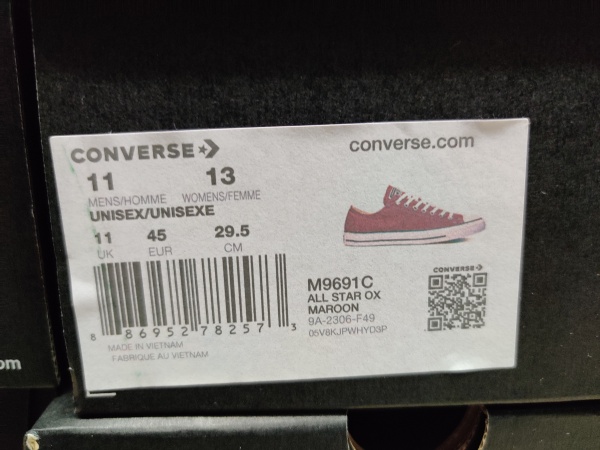 CONVERSE
converse.com
11 13
MENS/HOMME WOMENS/FEMME
UNISEX/UNISEXE
11 45 29.5
UK EUR CM
M9691C
ALL STAR OX
MAROON
9A-2306-F49
05V8KJPWHYD3P
CONVERSE
8 86952 78257 3
MADE IN VIETNAM
FABRIQUE AU VIETNAM
om